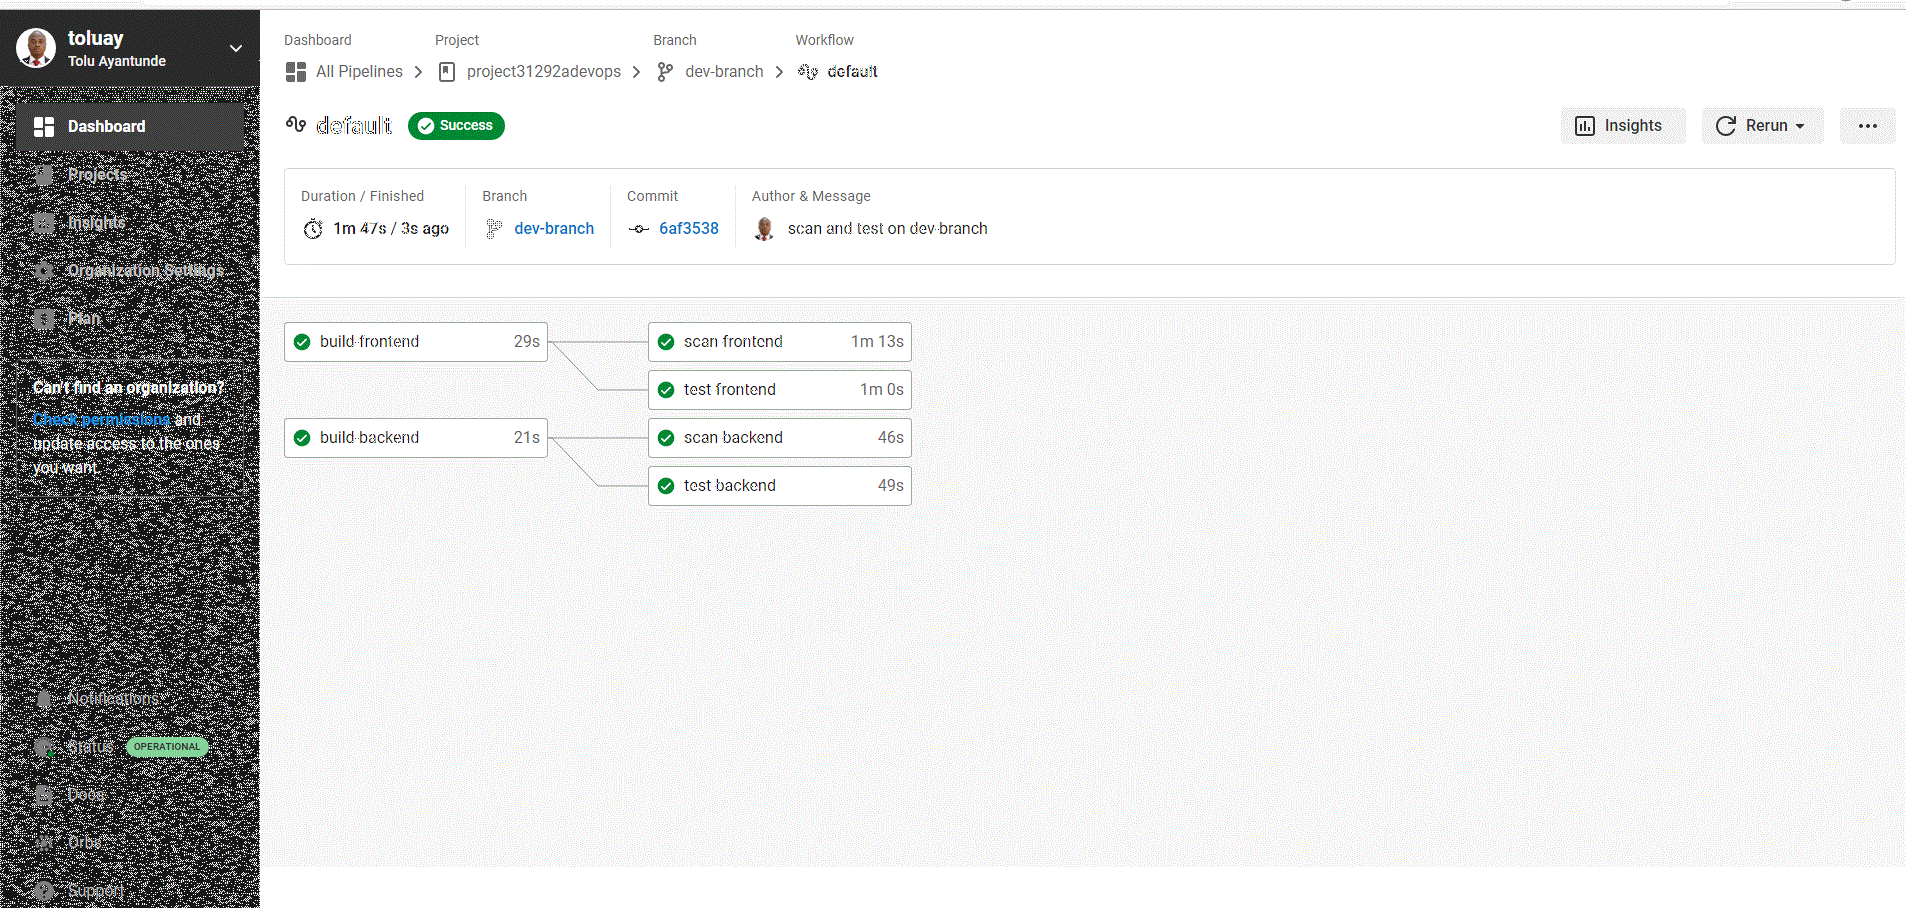 toluay
Tolu Ayantunde
Dashboard
Projects
Insights
Organization Settings
Plan
Can't find an organization?
Check permissions and
update access to the ones
you want
Notifications
Status OPERATIONAL
Docs
Orbs
Support
Dashboard Project Branch Workflow
All Pipelines project31292adevops dev-branch default
default Success Insights Rerun
Duration / Finished Branch Commit Author & Message
1m 47s / 3s ago dev-branch 6af3538 scan and test on dev-branch
build-frontend 29s scan frontend 1m 13s
test frontend 1m 0s
build-backend 21s scan backend 46s
test backend 49s